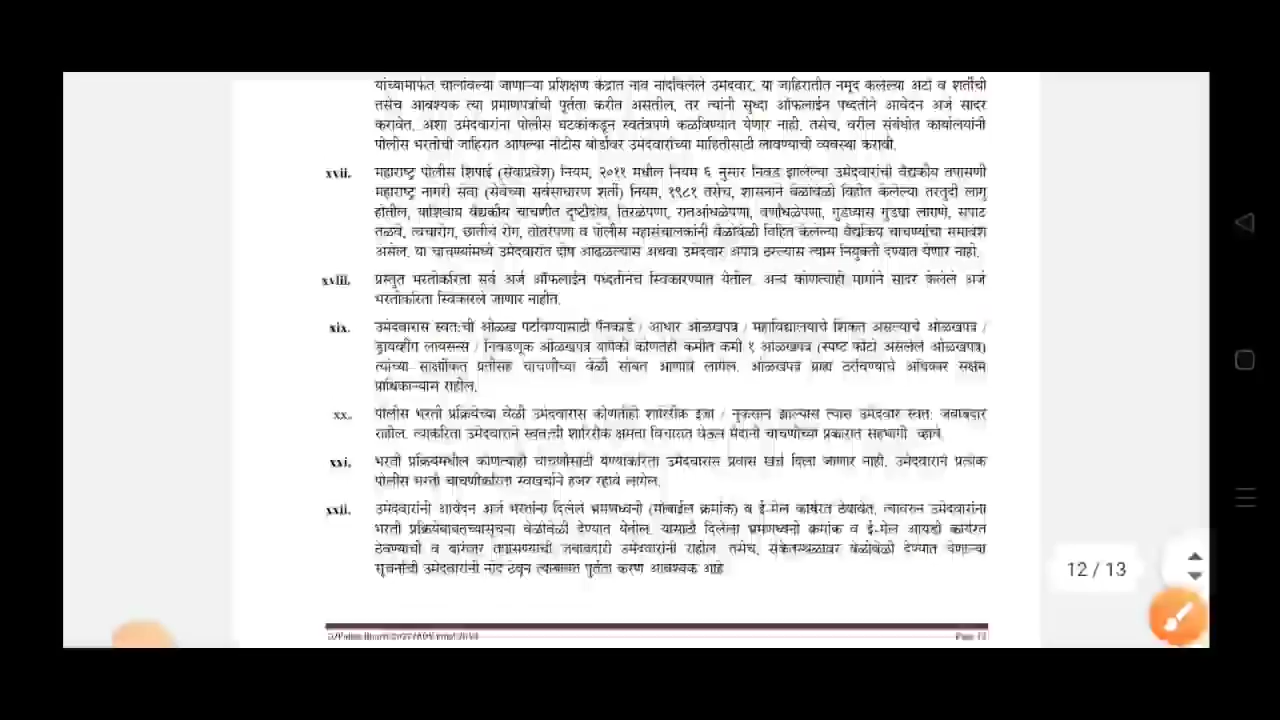 यांच्यामार्फत चालविल्या जाणाऱ्या प्रशिक्षण केंद्रात नाव नोंदविलेले उमेदवार, या जाहिरातीत नमूद केलेल्या अटी व शर्तीची
तसेच आवश्यक त्या प्रमाणपत्रांची पूर्तता करीत असतील, तर त्यांनी सुध्दा ऑफलाईन पध्दतीने आवेदन अर्ज सादर
करावेत. अशा उमेदवारांना पोलीस घटकांकडून स्वतंत्रपणे कळविण्यात येणार नाही. तसेच, वरील संबंधीत कार्यालयांनी
पोलीस भरतीची जाहिरात आपल्या नोटीस बोर्डावर उमेदवारांच्या माहितीसाठी लावण्याची व्यवस्था करावी.
xvii. महाराष्ट्र पोलीस शिपाई (सेवाप्रवेश) नियम, २०११ मधील नियम ६ नुसार निवड झालेल्या उमेदवारांची वैद्यकीय तपासणी
महाराष्ट्र नागरी सेवा (सेवेच्या सर्वसाधारण शर्ती) नियम, १९८१ तसेच, शासनाने वेळोवेळी विहीत केलेल्या तरतुदी लागु
होतील, याशिवाय वैद्यकीय चाचणीत दृष्टीदोष, तिरळेपणा, रातआंधळेपणा, वर्णांधळेपणा, गुडघ्यास गुडघा लागणे, सपाट
तळवे, त्वचारोग, छातीचे रोग, तोतरेपणा व पोलीस महासंचालकांनी वेळोवेळी विहित केलेल्या वैद्यकिय चाचण्यांचा समावेश
असेल. या चाचण्यांमध्ये उमेदवारांत दोष आढळल्यास अथवा उमेदवार अपात्र ठरल्यास त्यास नियुक्ती देण्यात येणार नाही.
xviii. प्रस्तुत भरतीकरिता सर्व अर्ज ऑफलाईन पध्दतीनेच स्विकारण्यात येतील. अन्य कोणत्याही मार्गाने सादर केलेले अर्ज
भरतीकरिता स्विकारले जाणार नाहीत.
xix. उमेदवारास स्वत:ची ओळख पटविण्यासाठी पॅनकार्ड / आधार ओळखपत्र / महाविद्यालयाचे शिकत असल्याचे ओळखपत्र /
ड्रायव्हींग लायसन्स / निवडणूक ओळखपत्र यापैकी कोणतेही कमीत कमी १ ओळखपत्र (स्पष्ट फोटो असलेले ओळखपत्र)
त्यांच्या साक्षांकित प्रतीसह चाचणीच्या वेळी सोबत आणावे लागेल. ओळखपत्र ग्राह्य ठरविण्याचे अधिकार सक्षम
प्राधिकाऱ्यास राहील.
xx. पोलीस भरती प्रक्रियेच्या वेळी उमेदवारास कोणतीही शारिरीक इजा / नुकसान झाल्यास त्यास उमेदवार स्वत: जबाबदार
राहील. त्याकरिता उमेदवाराने स्वत:ची शारिरीक क्षमता विचारात घेऊन मैदानी चाचणीच्या प्रकारात सहभागी व्हावे.
xxi. भरती प्रक्रियेमधील कोणत्याही चाचणीसाठी येण्याकरिता उमेदवारास प्रवास खर्च दिला जाणार नाही. उमेदवाराने प्रत्येक
पोलीस भरती चाचणीकरिता स्वखर्चाने हजर रहावे लागेल.
xxii. उमेदवारांनी आवेदन अर्ज भरतांना दिलेले भ्रमणध्वनी (मोबाईल क्रमांक) व ई-मेल कार्यरत ठेवावेत. त्यावरुन उमेदवारांना
भरती प्रक्रियेबाबतच्यासूचना वेळोवेळी देण्यात येतील. यासाठी दिलेला भ्रमणध्वनी क्रमांक व ई-मेल आयडी कार्यरत
ठेवण्याची व वारंवार तपासण्याची जबाबदारी उमेदवारांनी राहील. तसेच, संकेतस्थळावर वेळोवेळी देण्यात येणाऱ्या
सूचनांची उमेदवारांनी नोंद ठेवून त्याबाबत पुर्तता करणे आवश्यक आहे
12 / 13